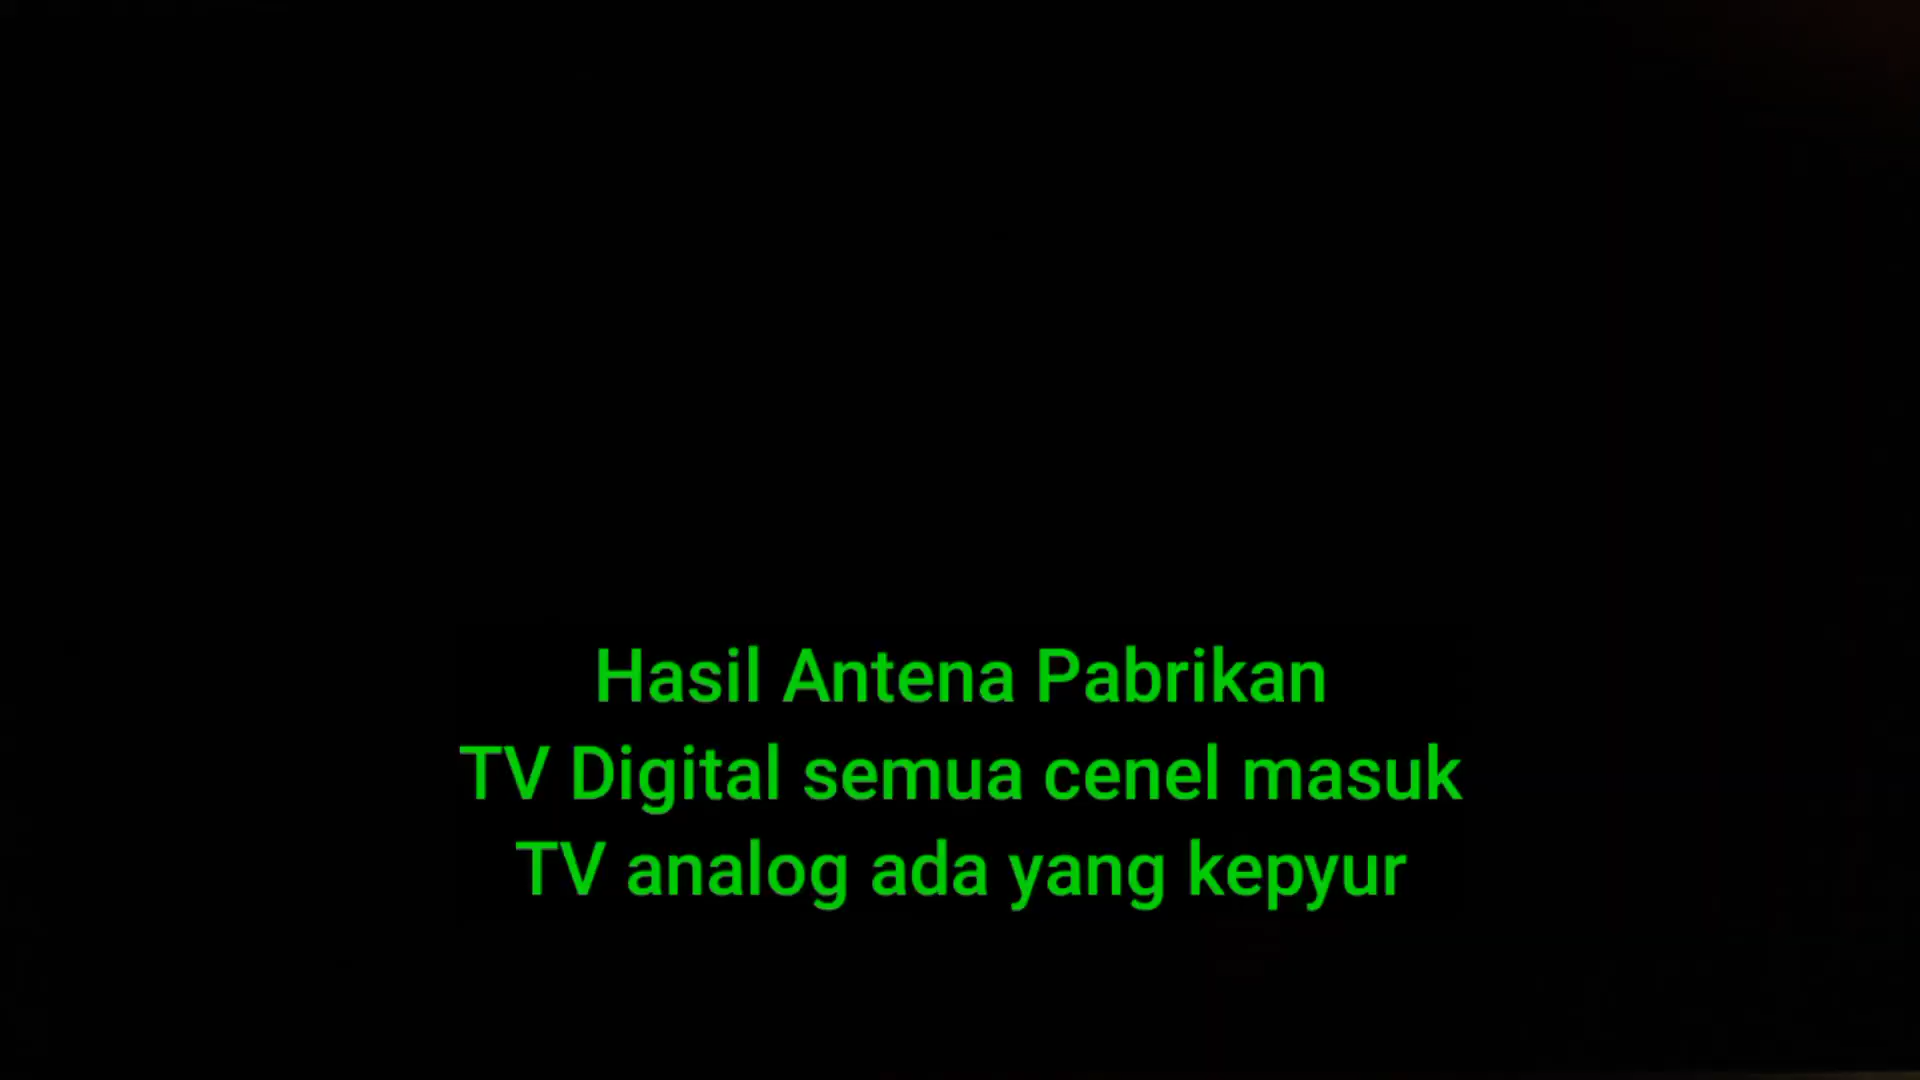 Hasil Antena Pabrikan
TV Digital semua cenel masuk
TV analog ada yang kepyur